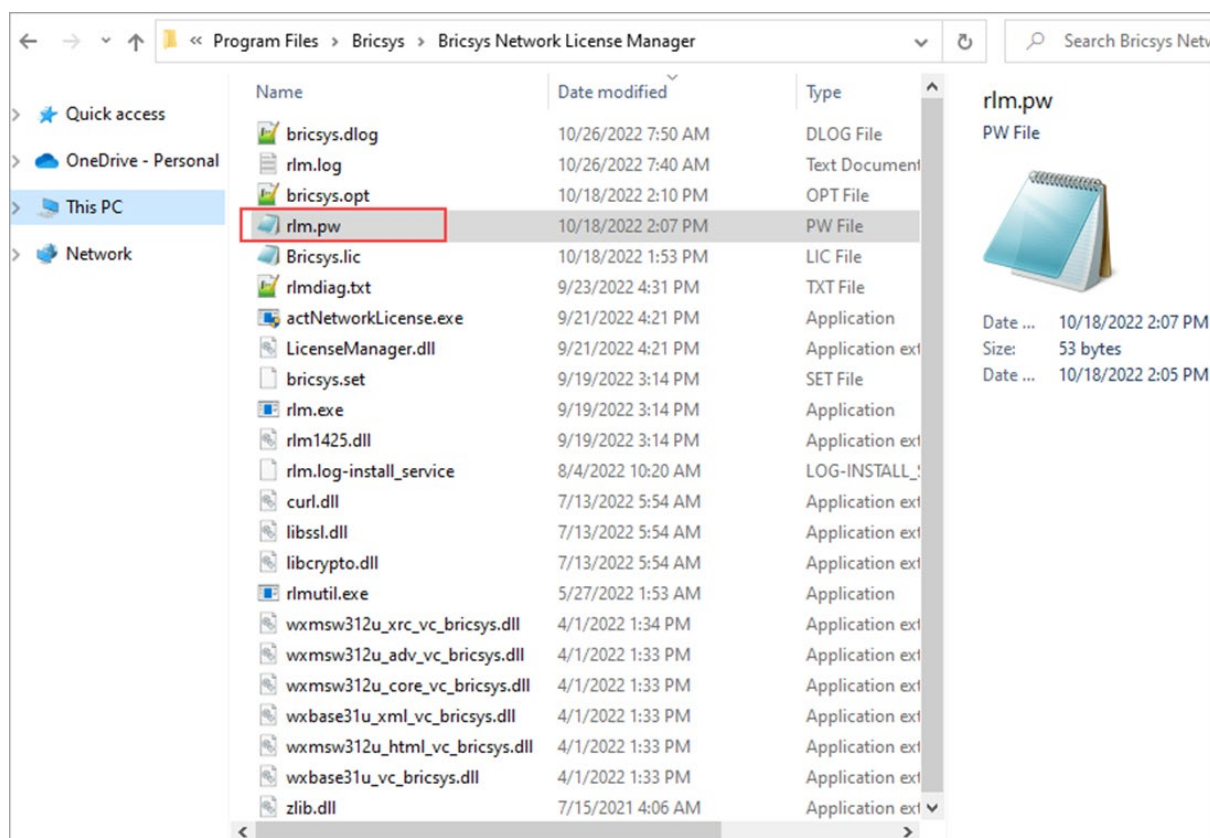 « Program Files > Bricsys > Bricsys Network License Manager Search Bricsys Netw
Quick access
OneDrive - Personal
This PC
Network
Name Date modified Type
bricsys.dlog 10/26/2022 7:50 AM DLOG File
rlm.log 10/26/2022 7:40 AM Text Document
bricsys.opt 10/18/2022 2:10 PM OPT File
rlm.pw 10/18/2022 2:07 PM PW File
Bricsys.lic 10/18/2022 1:53 PM LIC File
rlmdiag.txt 9/23/2022 4:31 PM TXT File
actNetworkLicense.exe 9/21/2022 4:21 PM Application
LicenseManager.dll 9/21/2022 4:21 PM Application ext
bricsys.set 9/19/2022 3:14 PM SET File
rlm.exe 9/19/2022 3:14 PM Application
rlm1425.dll 9/19/2022 3:14 PM Application ext
rlm.log-install_service 8/4/2022 10:20 AM LOG-INSTALL_S
curl.dll 7/13/2022 5:54 AM Application ext
libssl.dll 7/13/2022 5:54 AM Application ext
libcrypto.dll 7/13/2022 5:54 AM Application ext
rlmutil.exe 5/27/2022 1:53 AM Application
wxmsw312u_xrc_vc_bricsys.dll 4/1/2022 1:34 PM Application ext
wxmsw312u_adv_vc_bricsys.dll 4/1/2022 1:33 PM Application ext
wxmsw312u_core_vc_bricsys.dll 4/1/2022 1:33 PM Application ext
wxbase31u_xml_vc_bricsys.dll 4/1/2022 1:33 PM Application ext
wxmsw312u_html_vc_bricsys.dll 4/1/2022 1:33 PM Application ext
wxbase31u_vc_bricsys.dll 4/1/2022 1:33 PM Application ext
zlib.dll 7/15/2021 4:06 AM Application ext
rlm.pw
PW File
Date ... 10/18/2022 2:07 PM
Size: 53 bytes
Date ... 10/18/2022 2:05 PM